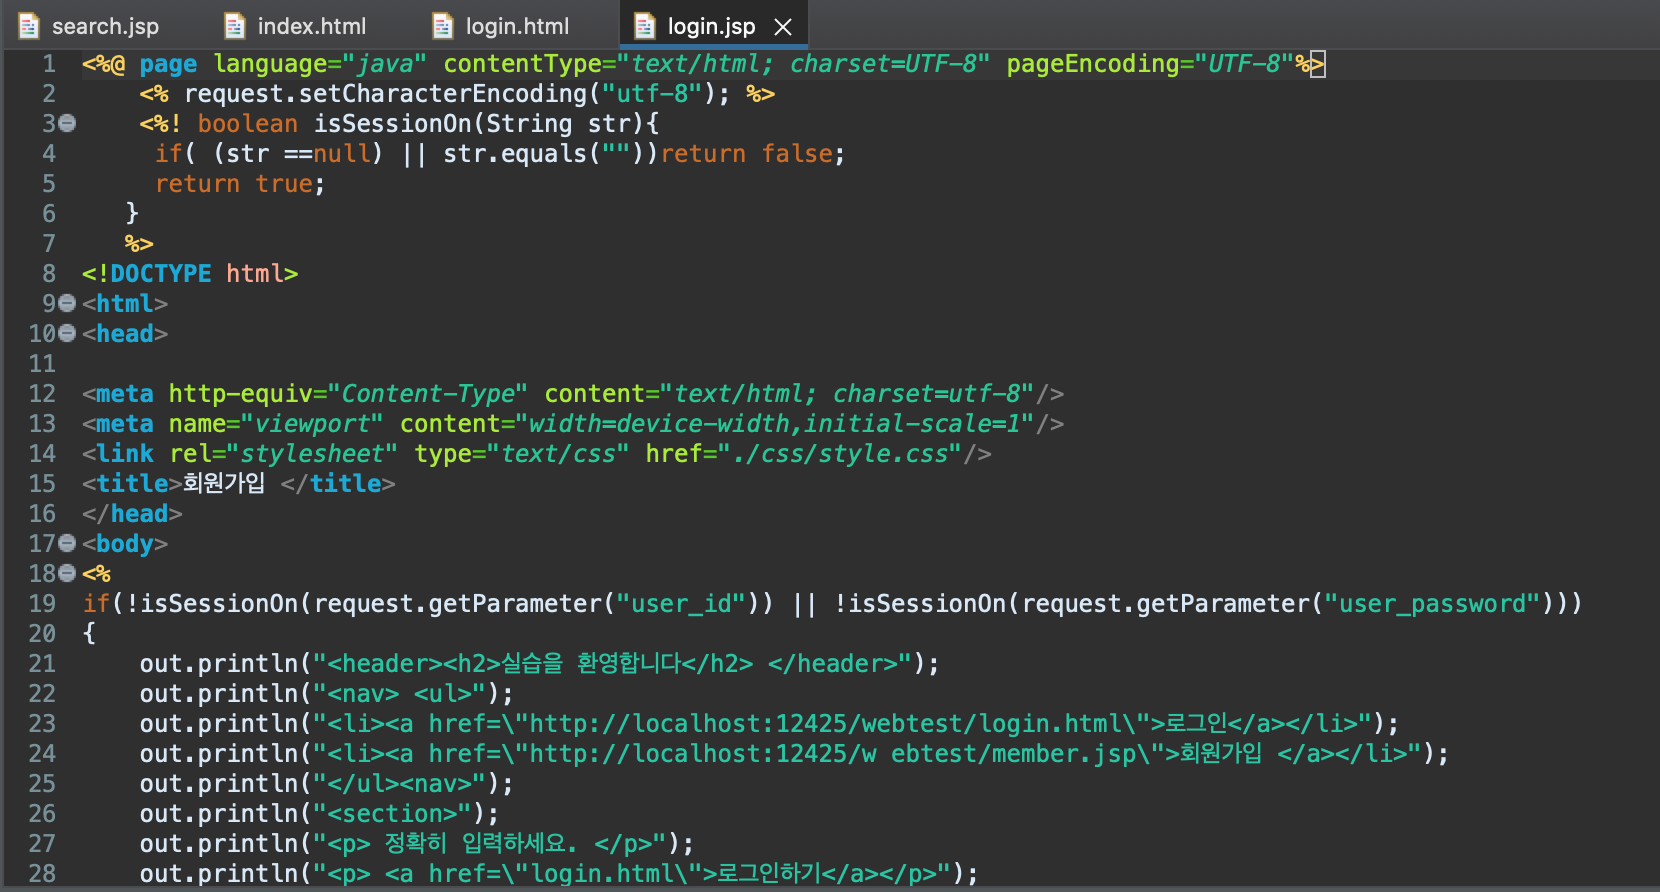 search.jsp index.html login.html login.jsp
1 <%@ page language="java" contentType="text/html; charset=UTF-8" pageEncoding="UTF-8"%>
2 <% request.setCharacterEncoding("utf-8"); %>
3 <%! boolean isSessionOn(String str){
4 if( (str ==null) || str.equals(""))return false;
5 return true;
6 }
7 %>
8 <!DOCTYPE html>
9 <html>
10 <head>
11
12 <meta http-equiv="Content-Type" content="text/html; charset=utf-8"/>
13 <meta name="viewport" content="width=device-width,initial-scale=1"/>
14 <link rel="stylesheet" type="text/css" href="./css/style.css"/>
15 <title>회원가입 </title>
16 </head>
17 <body>
18 <%
19 if(!isSessionOn(request.getParameter("user_id")) || !isSessionOn(request.getParameter("user_password")))
20 {
21 out.println("<header><h2>실습을 환영합니다</h2> </header>");
22 out.println("<nav> <ul>");
23 out.println("<li><a href=\"http://localhost:12425/webtest/login.html\">로그인</a></li>");
24 out.println("<li><a href=\"http://localhost:12425/w ebtest/member.jsp\">회원가입 </a></li>");
25 out.println("</ul><nav>");
26 out.println("<section>");
27 out.println("<p> 정확히 입력하세요. </p>");
28 out.println("<p> <a href=\"login.html\">로그인하기</a></p>");